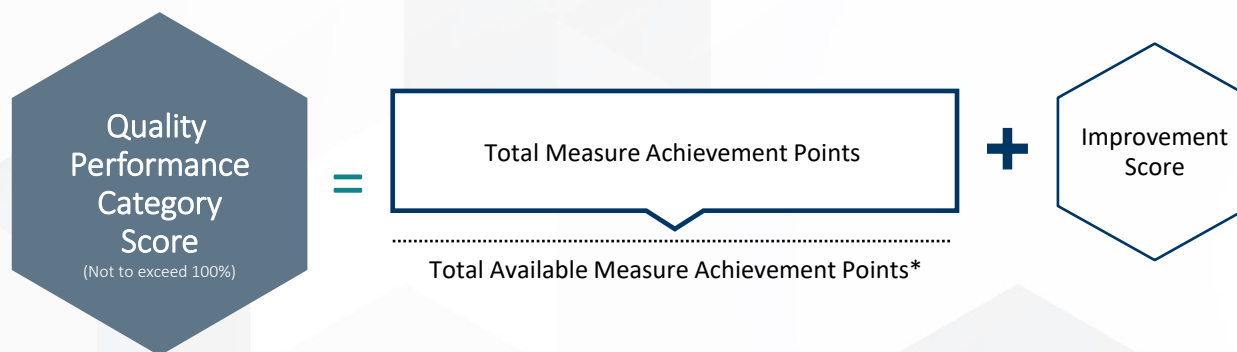 Quality
Performance
Category
Score
(Not to exceed 100%)
=
Total Measure Achievement Points
Total Available Measure Achievement Points*
+
Improvement
Score